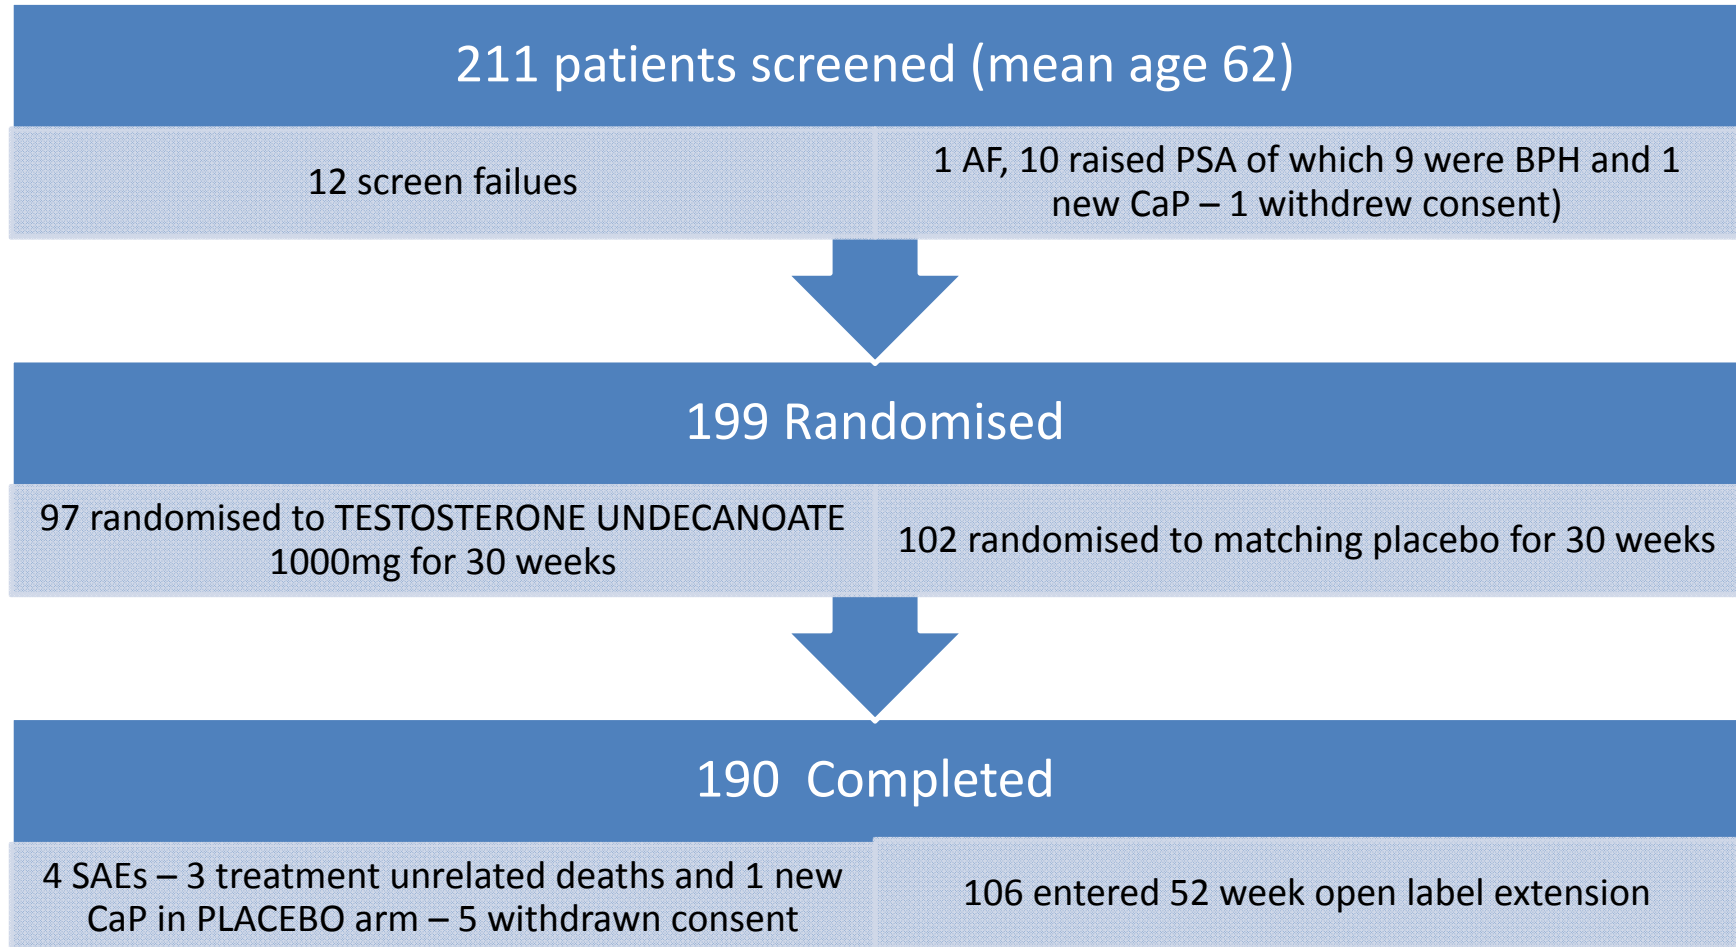 211 patients screened (mean age 62)
12 screen failues
1 AF, 10 raised PSA of which 9 were BPH and 1
new CaP – 1 withdrew consent)
199 Randomised
97 randomised to TESTOSTERONE UNDECANOATE
1000mg for 30 weeks
102 randomised to matching placebo for 30 weeks
190 Completed
4 SAEs – 3 treatment unrelated deaths and 1 new
CaP in PLACEBO arm – 5 withdrawn consent
106 entered 52 week open label extension